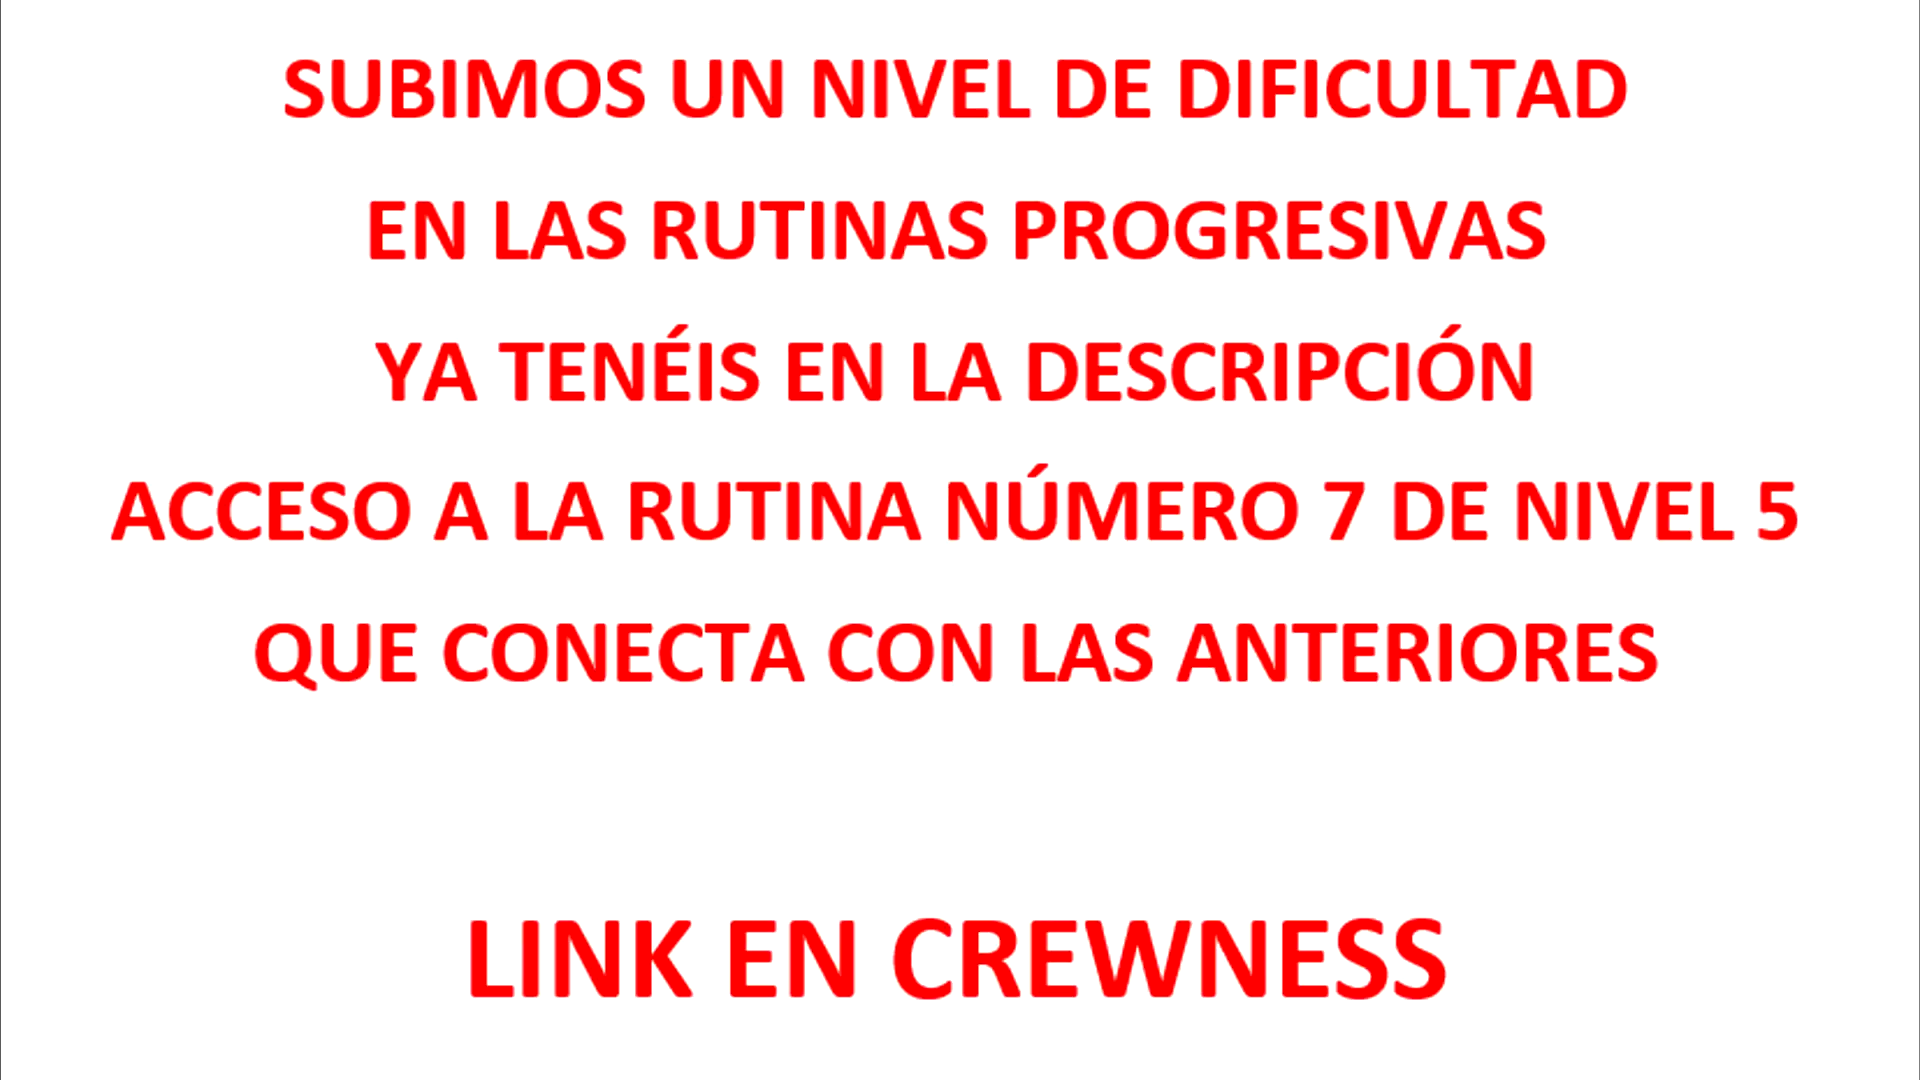 SUBIMOS UN NIVEL DE DIFICULTAD
EN LAS RUTINAS PROGRESIVAS
YA TENÉIS EN LA DESCRIPCIÓN
ACCESO A LA RUTINA NÚMERO 7 DE NIVEL 5
QUE CONECTA CON LAS ANTERIORES
LINK EN CREWNESS